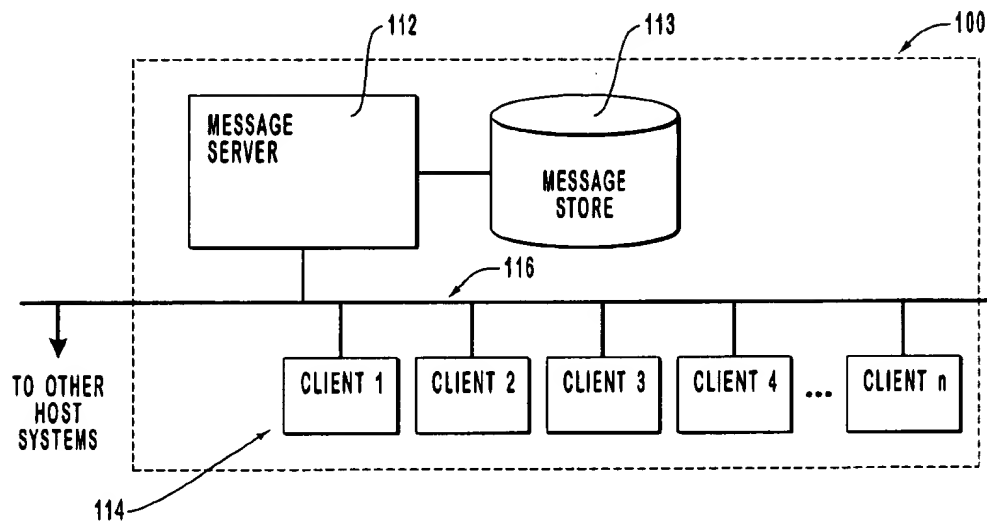 112
113
100
MESSAGE
SERVER
MESSAGE
STORE
116
TO OTHER
HOST
SYSTEMS
CLIENT 1
CLIENT 2
CLIENT 3
CLIENT 4
...
CLIENT n
114